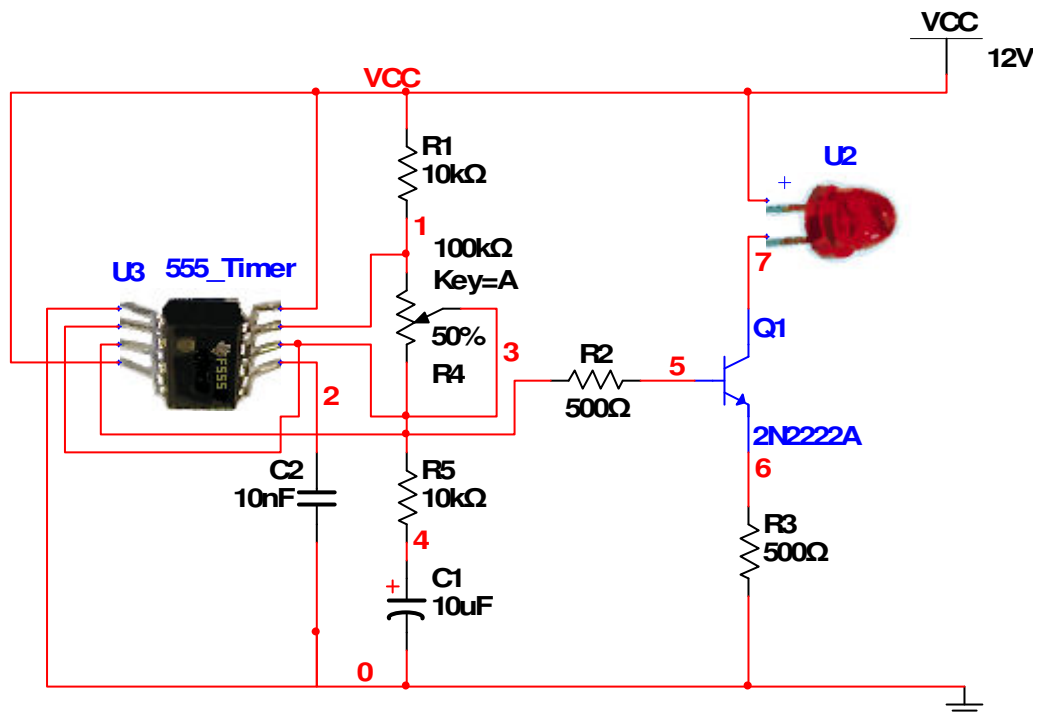 VCC
12V
VCC
R1
10kΩ
U2
+
1
100kΩ
Key=A
U3 555_Timer
7
50%
3
Q1
R4
R2
5
F555
2
500Ω
2N2222A
C2
10nF
R5
10kΩ
6
R3
500Ω
4
+
C1
10uF
0